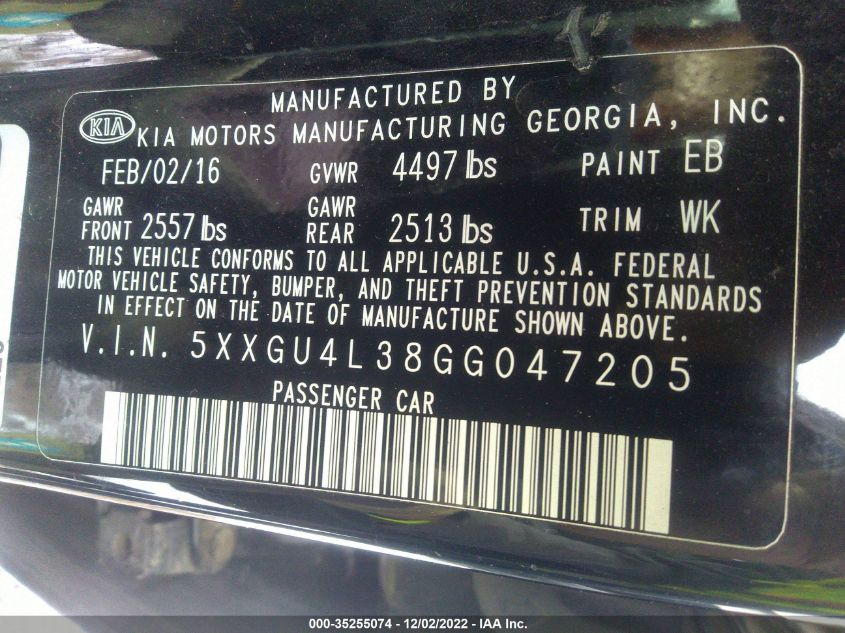 MANUFACTURED BY
KIA KIA MOTORS MANUFACTURING GEORGIA, INC.
FEB/02/16 GVWR 4497 lbs PAINT EB
GAWR FRONT 2557 lbs GAWR REAR 2513 lbs TRIM WK
THIS VEHICLE CONFORMS TO ALL APPLICABLE U.S.A. FEDERAL
MOTOR VEHICLE SAFETY, BUMPER, AND THEFT PREVENTION STANDARDS
IN EFFECT ON THE DATE OF MANUFACTURE SHOWN ABOVE.
V.I.N. 5XXGU4L38GG047205
PASSENGER CAR
000-35255074 - 12/02/2022 - IAA Inc.